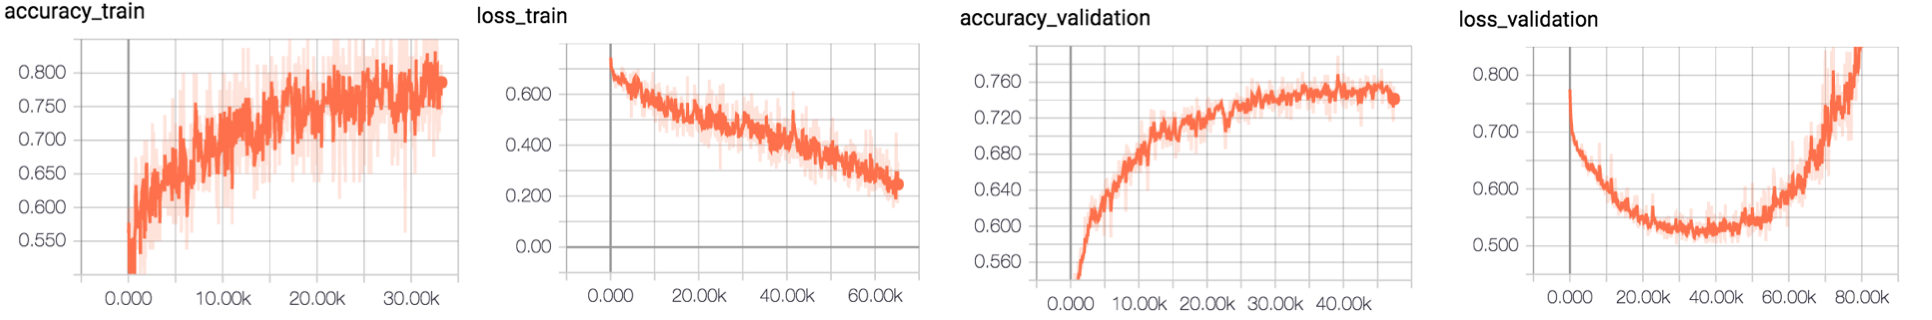 accuracy_train
0.800
0.750
0.700
0.650
0.600
0.550
0.000 10.00k 20.00k 30.00k
loss_train
0.600
0.400
0.200
0.00
0.000 20.00k 40.00k 60.00k
accuracy_validation
0.760
0.720
0.680
0.640
0.600
0.560
0.000 10.00k 20.00k 30.00k 40.00k
loss_validation
0.800
0.700
0.600
0.500
0.000 20.00k 40.00k 60.00k 80.00k